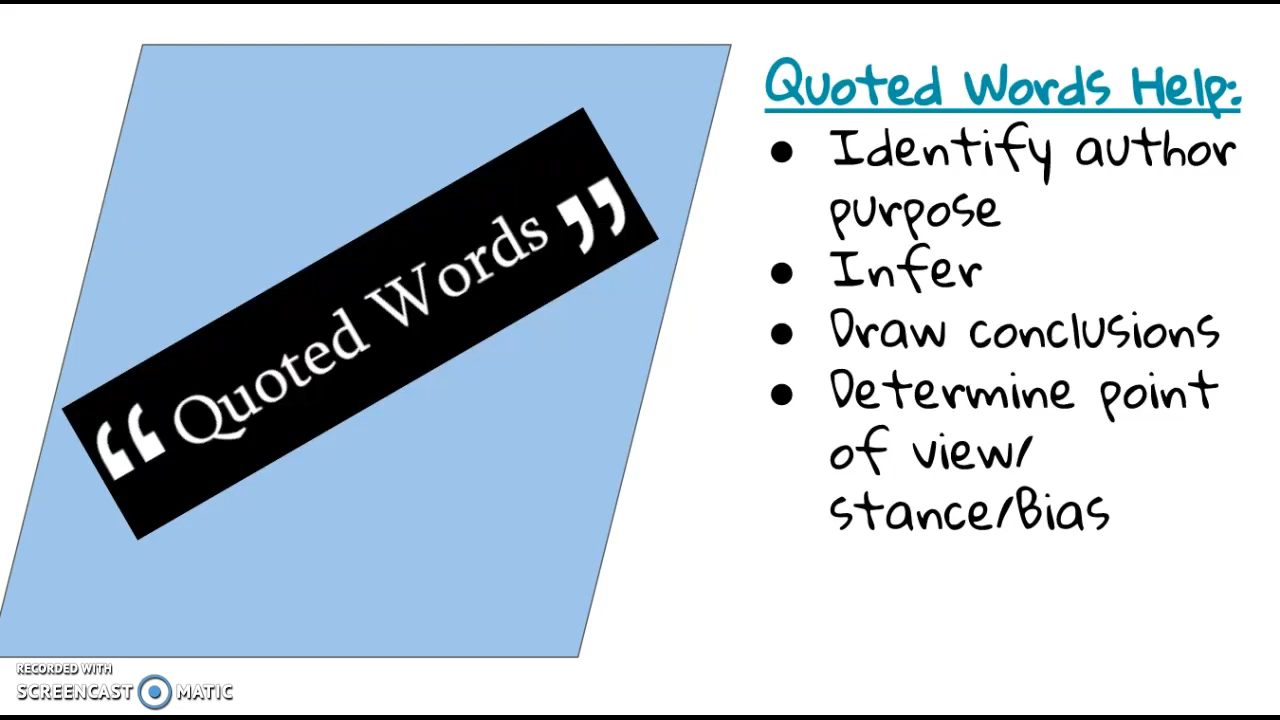 “Quoted Words”
Quoted Words Help:
● Identify author
purpose
● Infer
● Draw conclusions
● Determine point
of view/
stance/Bias
RECORDED WITH
SCREENCAST MATIC